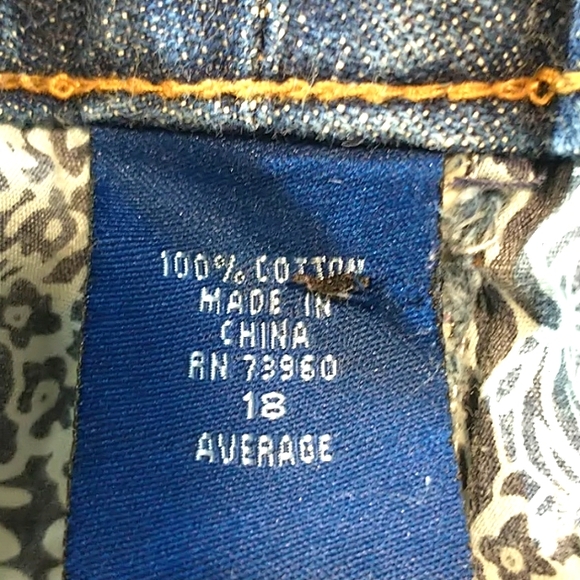 100% COTTON
MADE IN
CHINA
RN 73960
18
AVERAGE